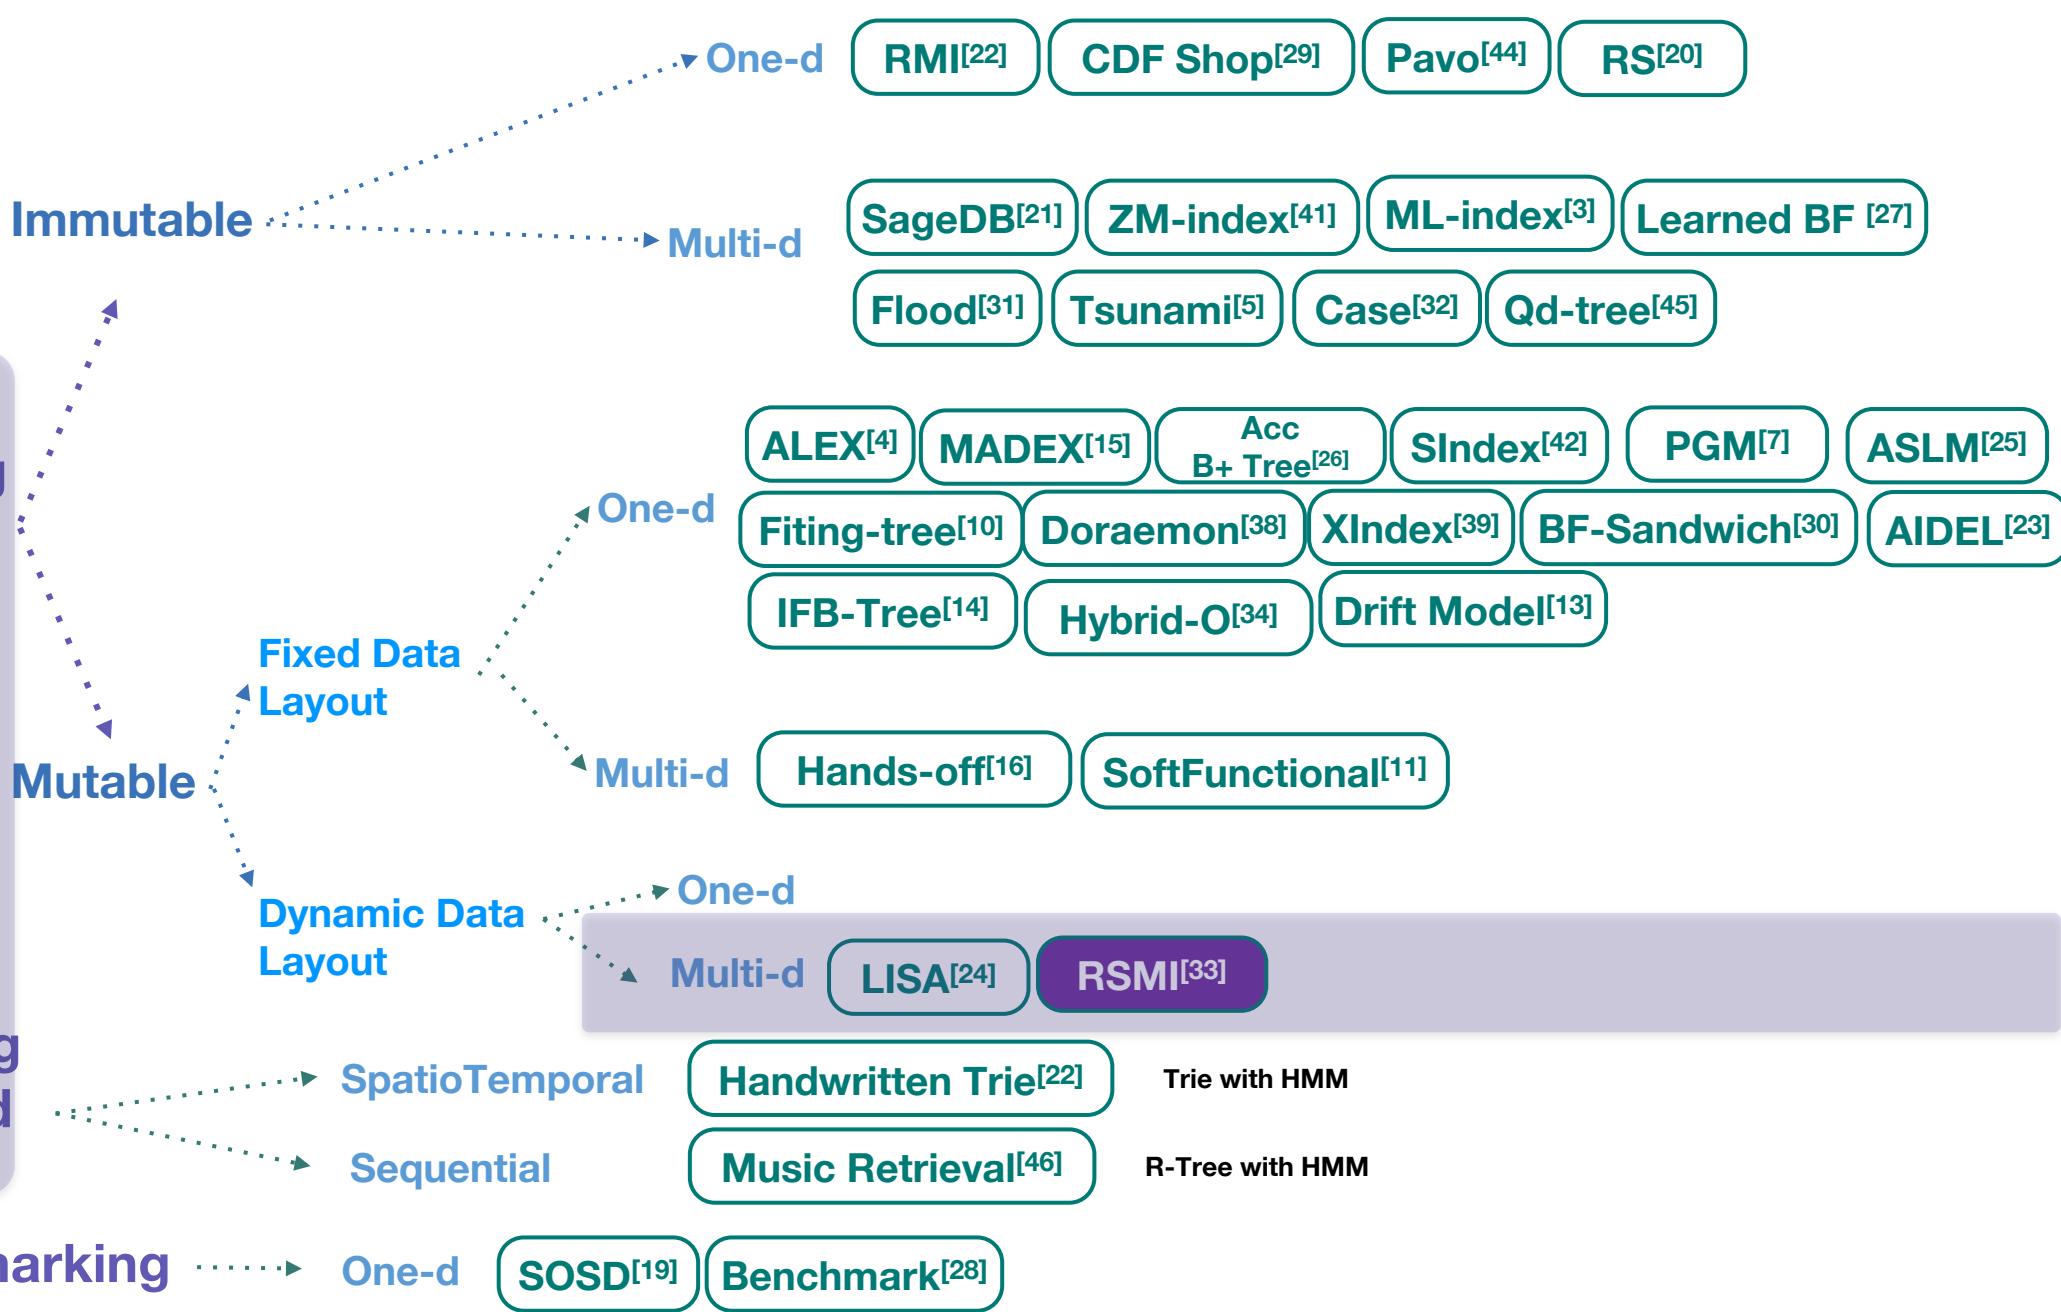 One-d RMI[22] CDF Shop[29] Pavo[44] RS[20]
Immutable
Multi-d SageDB[21] ZM-index[41] ML-index[3] Learned BF [27]
Flood[31] Tsunami[5] Case[32] Qd-tree[45]
ALEX[4] MADEX[15] Acc B+ Tree[26] SIndex[42] PGM[7] ASLM[25]
One-d Fiting-tree[10] Doraemon[38] XIndex[39] BF-Sandwich[30] AIDEL[23]
IFB-Tree[14] Hybrid-O[34] Drift Model[13]
Fixed Data
Layout
Mutable
Multi-d Hands-off[16] SoftFunctional[11]
One-d
Dynamic Data
Layout
Multi-d LISA[24] RSMI[33]
SpatioTemporal Handwritten Trie[22] Trie with HMM
Sequential Music Retrieval[46] R-Tree with HMM
arking One-d SOSD[19] Benchmark[28]